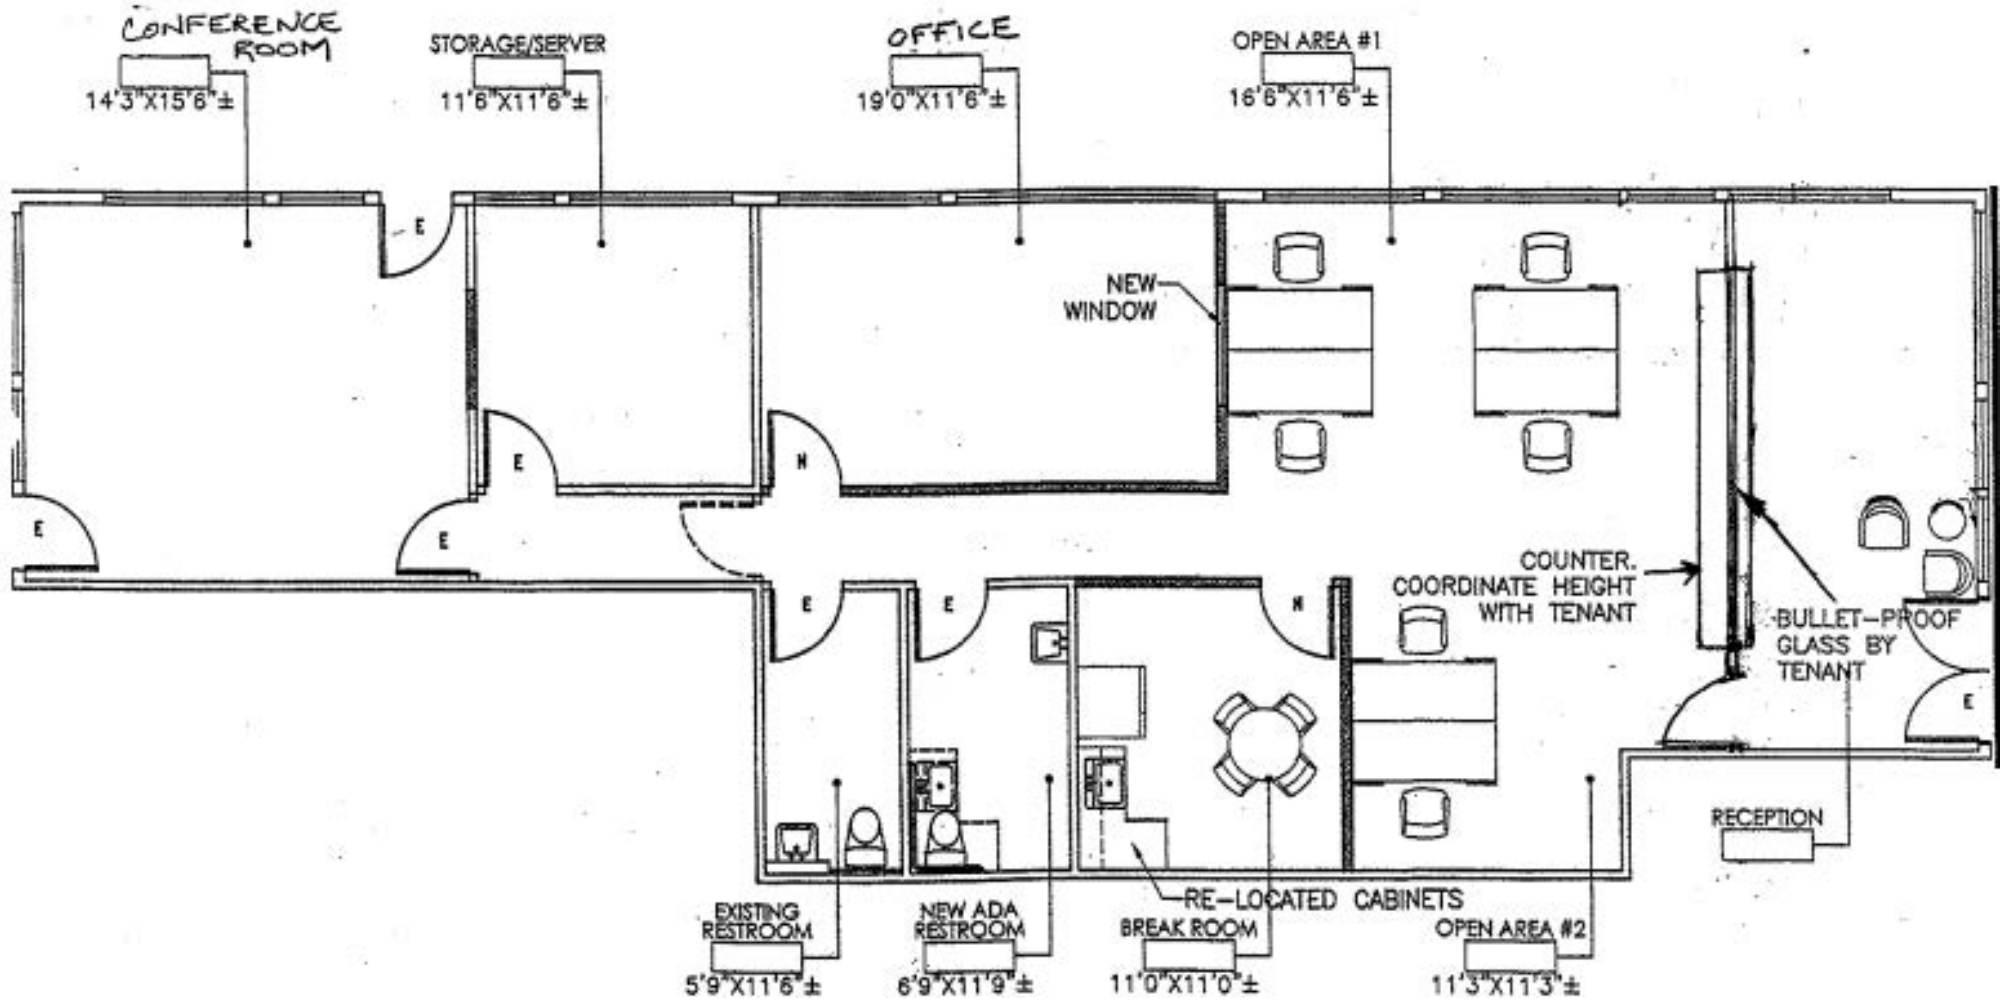 CONFERENCE
ROOM
14'3"X15'6"±
STORAGE/SERVER
11'6"X11'6"±
OFFICE
19'0"X11'6"±
OPEN AREA #1
16'6"X11'6"±
E
NEW
WINDOW
E
N
E
E
COUNTER.
COORDINATE HEIGHT
WITH TENANT
E
E
N
BULLET-PROOF
GLASS BY
TENANT
E
RECEPTION
RE-LOCATED CABINETS
EXISTING
RESTROOM
5'9"X11'6"±
NEW ADA
RESTROOM
6'9"X11'9"±
BREAK ROOM
11'0"X11'0"±
OPEN AREA #2
11'3"X11'3"±